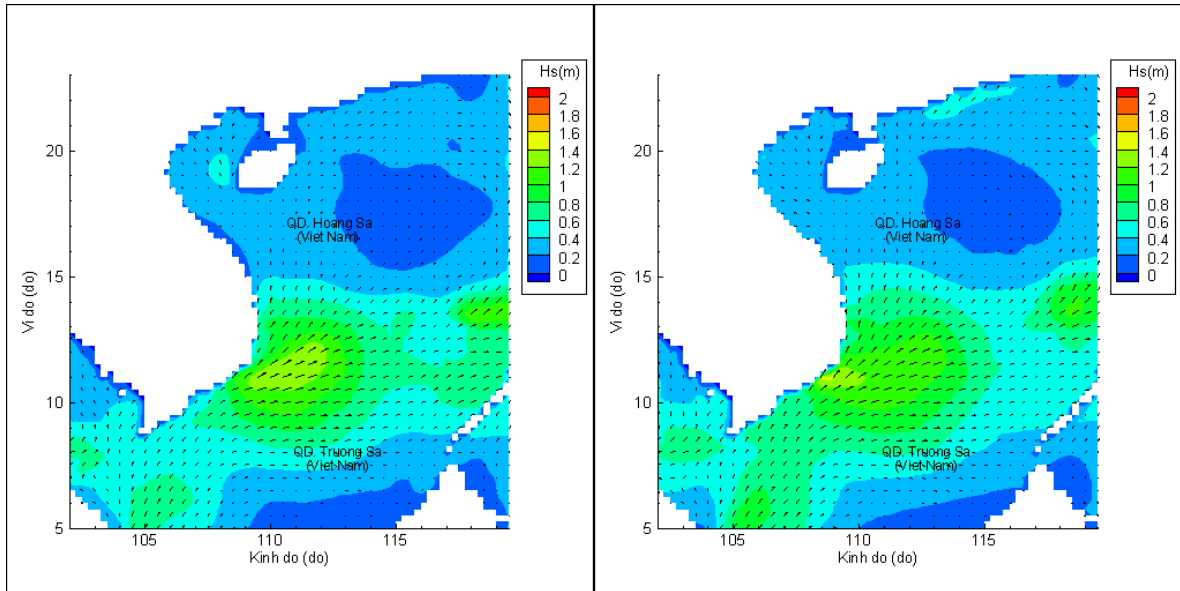 Hs(m)
2
1.8
1.6
1.4
1.2
1
0.8
0.6
0.4
0.2
0
20
15
10
5
Vi do (do)
QD. Hoang Sa
(Viet Nam)
QD. Truong Sa
(Viet Nam)
105
110
115
Kinh do (do)
Hs(m)
2
1.8
1.6
1.4
1.2
1
0.8
0.6
0.4
0.2
0
20
15
10
5
Vi do (do)
QD. Hoang Sa
(Viet Nam)
QD. Truong Sa
(Viet Nam)
105
110
115
Kinh do (do)